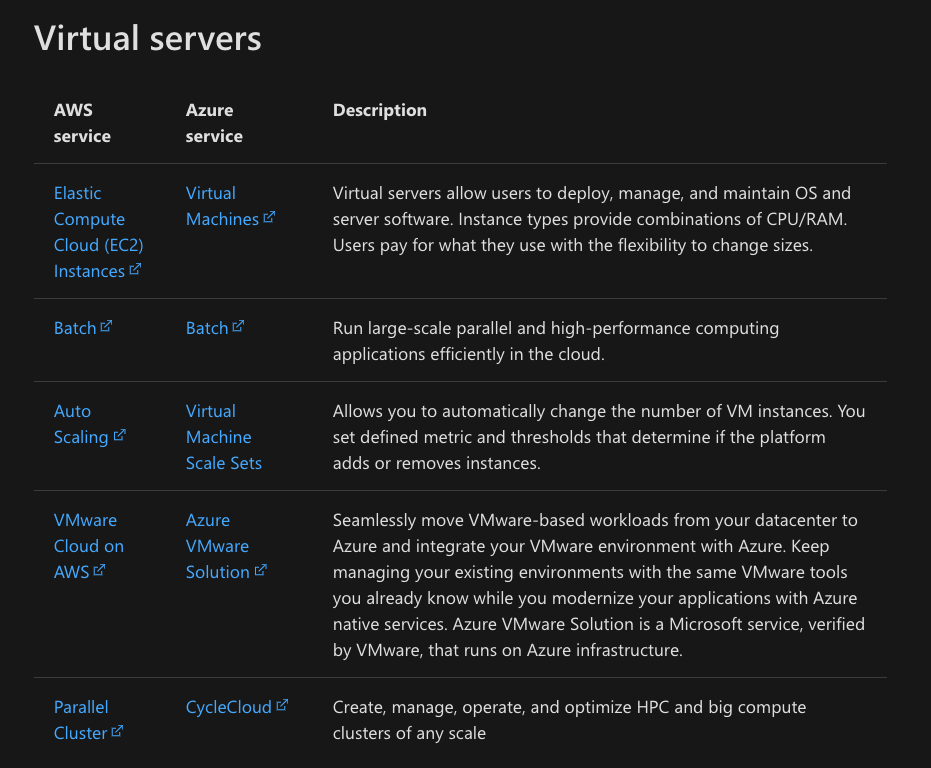 Virtual servers
AWS service
Azure service
Description
Elastic Compute Cloud (EC2) Instances
Virtual Machines
Virtual servers allow users to deploy, manage, and maintain OS and
server software. Instance types provide combinations of CPU/RAM.
Users pay for what they use with the flexibility to change sizes.
Batch
Batch
Run large-scale parallel and high-performance computing
applications efficiently in the cloud.
Auto Scaling
Virtual Machine Scale Sets
Allows you to automatically change the number of VM instances. You
set defined metric and thresholds that determine if the platform
adds or removes instances.
VMware Cloud on AWS
Azure VMware Solution
Seamlessly move VMware-based workloads from your datacenter to
Azure and integrate your VMware environment with Azure. Keep
managing your existing environments with the same VMware tools
you already know while you modernize your applications with Azure
native services. Azure VMware Solution is a Microsoft service, verified
by VMware, that runs on Azure infrastructure.
Parallel Cluster
CycleCloud
Create, manage, operate, and optimize HPC and big compute
clusters of any scale